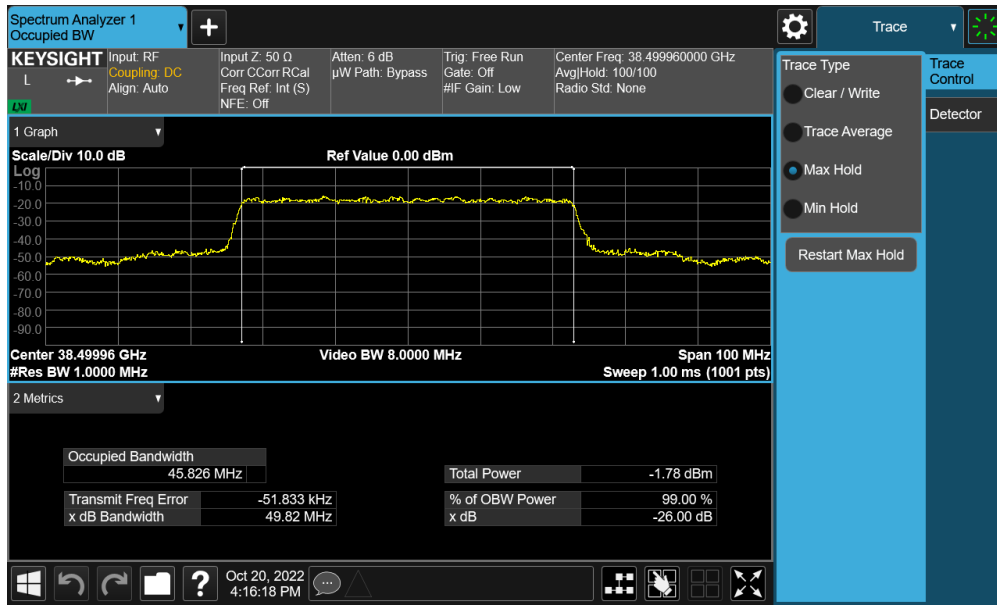 Spectrum Analyzer 1
Occupied BW
+
Trace
KEYSIGHT
L
LXI
Input: RF
Coupling: DC
Align: Auto
Input Z: 50 Ω
Corr CCorr RCal
Freq Ref: Int (S)
NFE: Off
Atten: 6 dB
µW Path: Bypass
Trig: Free Run
Gate: Off
#IF Gain: Low
Center Freq: 38.499960000 GHz
Avg|Hold: 100/100
Radio Std: None
1 Graph
Scale/Div 10.0 dB
Ref Value 0.00 dBm
Log
-10.0
-20.0
-30.0
-40.0
-50.0
-60.0
-70.0
-80.0
-90.0
Center 38.49996 GHz
Video BW 8.0000 MHz
Span 100 MHz
#Res BW 1.0000 MHz
Sweep 1.00 ms (1001 pts)
2 Metrics
Occupied Bandwidth
45.826 MHz
Total Power -1.78 dBm
Transmit Freq Error -51.833 kHz
% of OBW Power 99.00 %
x dB Bandwidth 49.82 MHz
x dB -26.00 dB
Trace Type
Clear / Write
Trace Average
Max Hold
Min Hold
Restart Max Hold
Trace
Control
Detector
?
Oct 20, 2022
4:16:18 PM